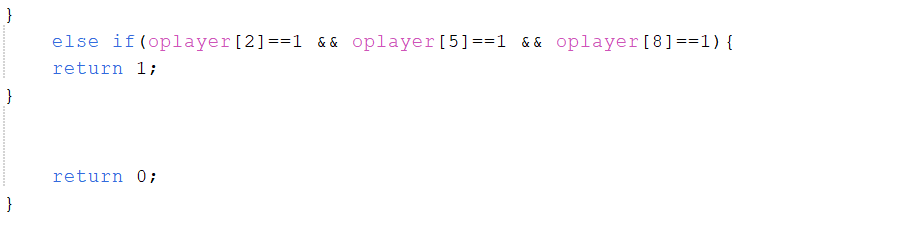 }
else if(oplayer[2]==1 && oplayer[5]==1 && oplayer[8]==1){
return 1;
}
return 0;
}